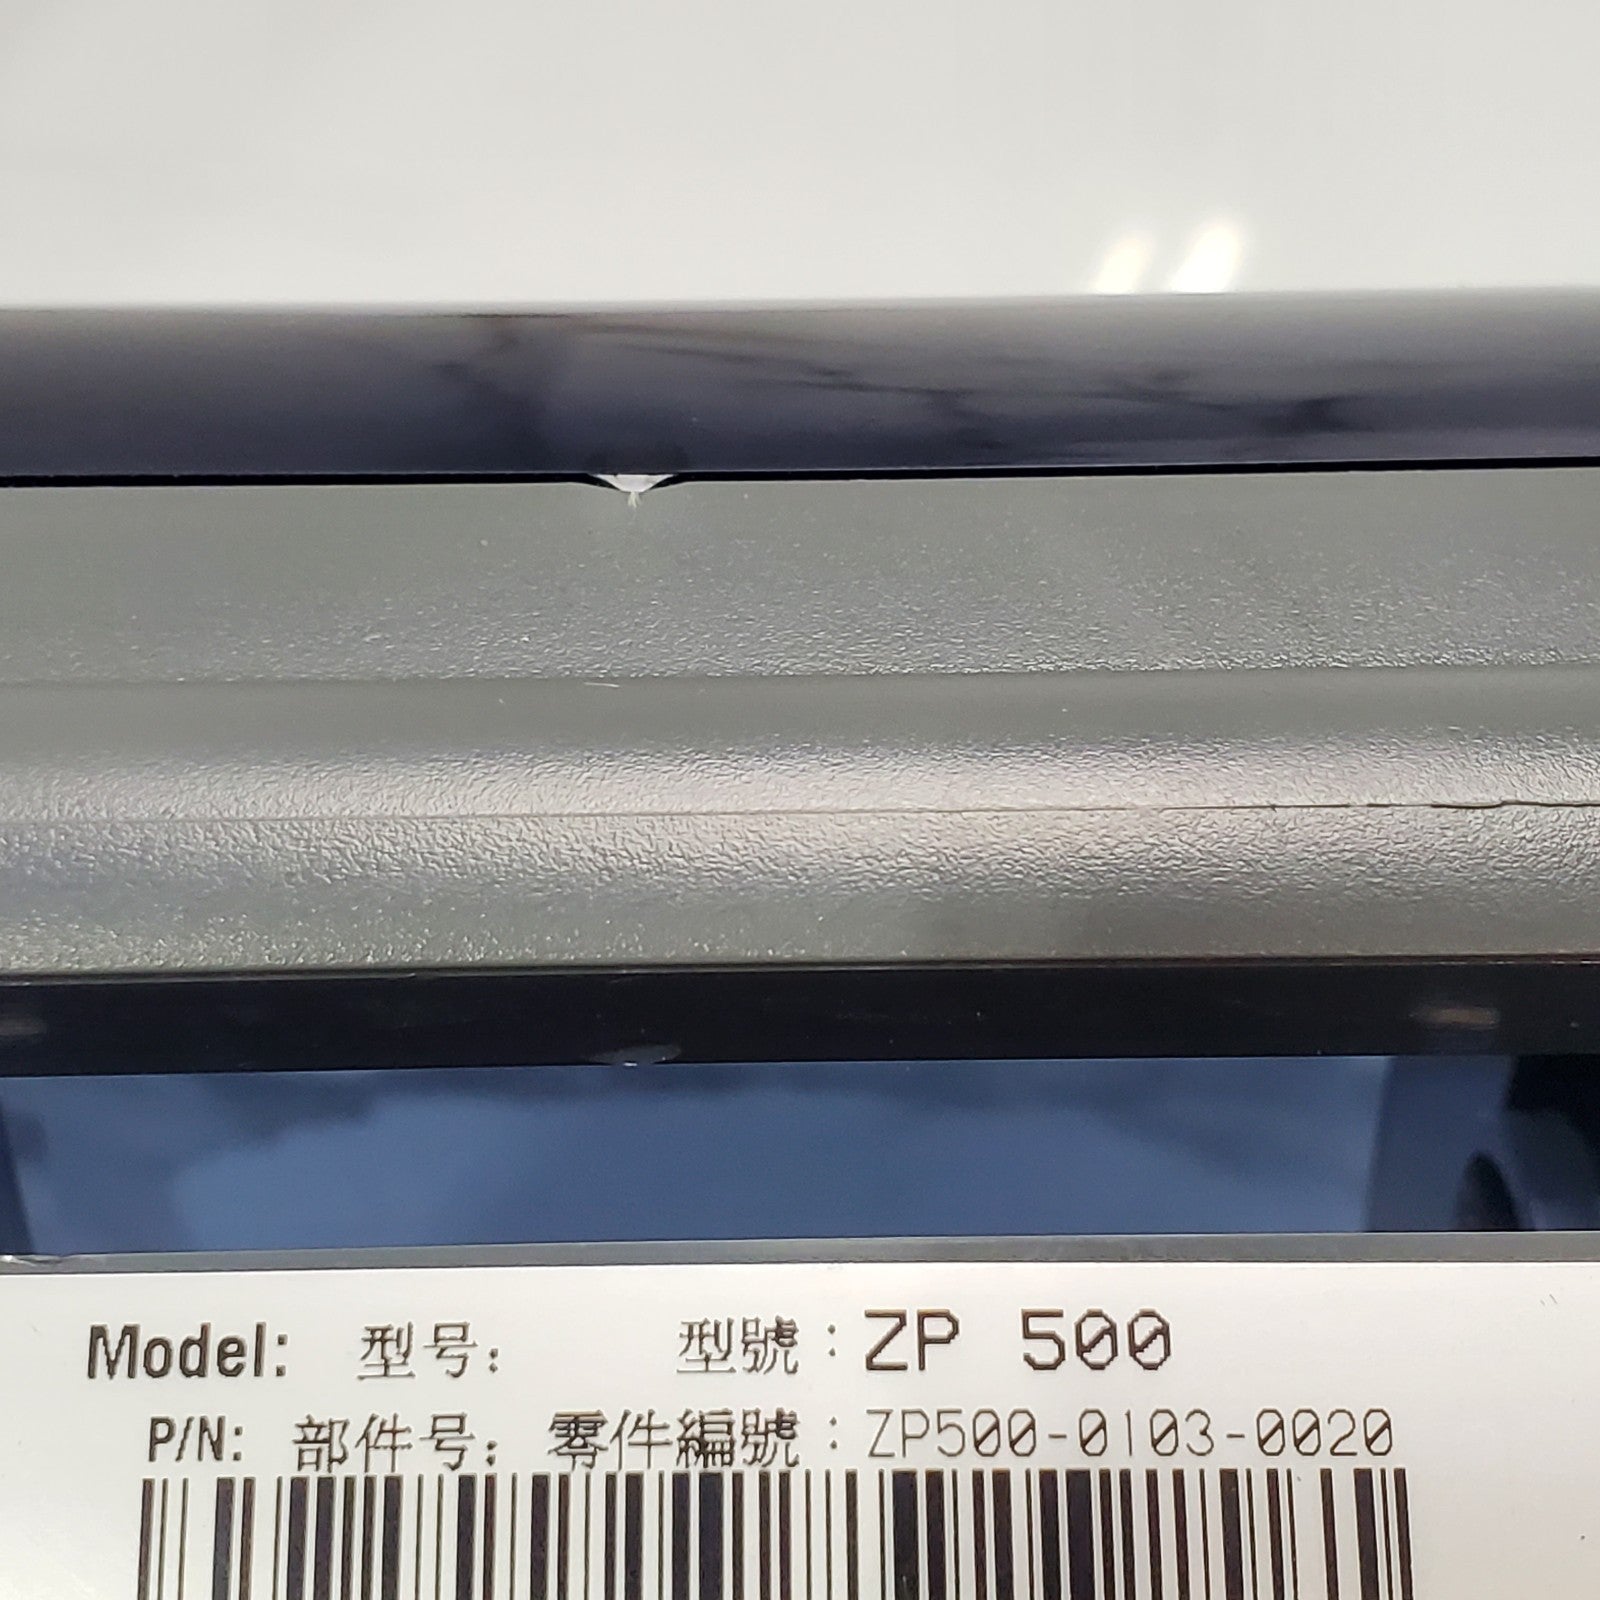 Model: 型号: 型號:ZP 500
P/N: 部件号: 零件編號:ZP500-0103-0020